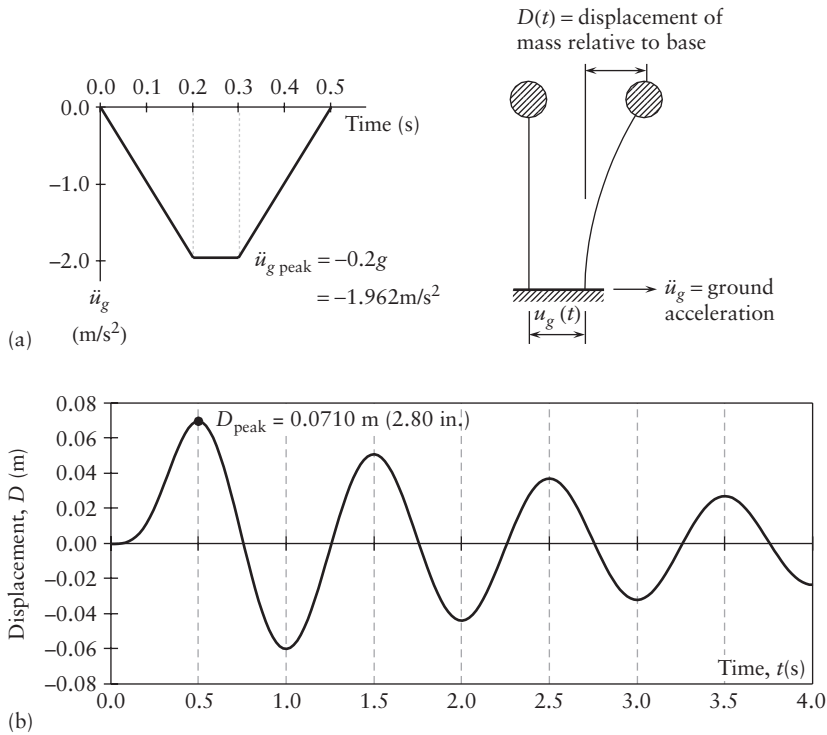 D(t) = displacement of
mass relative to base
0.0 0.1 0.2 0.3 0.4 0.5
Time (s)
0.0
−1.0
−2.0
üg
(m/s²)
üg peak = −0.2g
= −1.962m/s²
üg = ground
acceleration
ug (t)
(a)
0.08
0.06
0.04
0.02
0.00
−0.02
−0.04
−0.06
−0.08
Displacement, D (m)
Dpeak = 0.0710 m (2.80 in.)
Time, t(s)
0.0 0.5 1.0 1.5 2.0 2.5 3.0 3.5 4.0
(b)